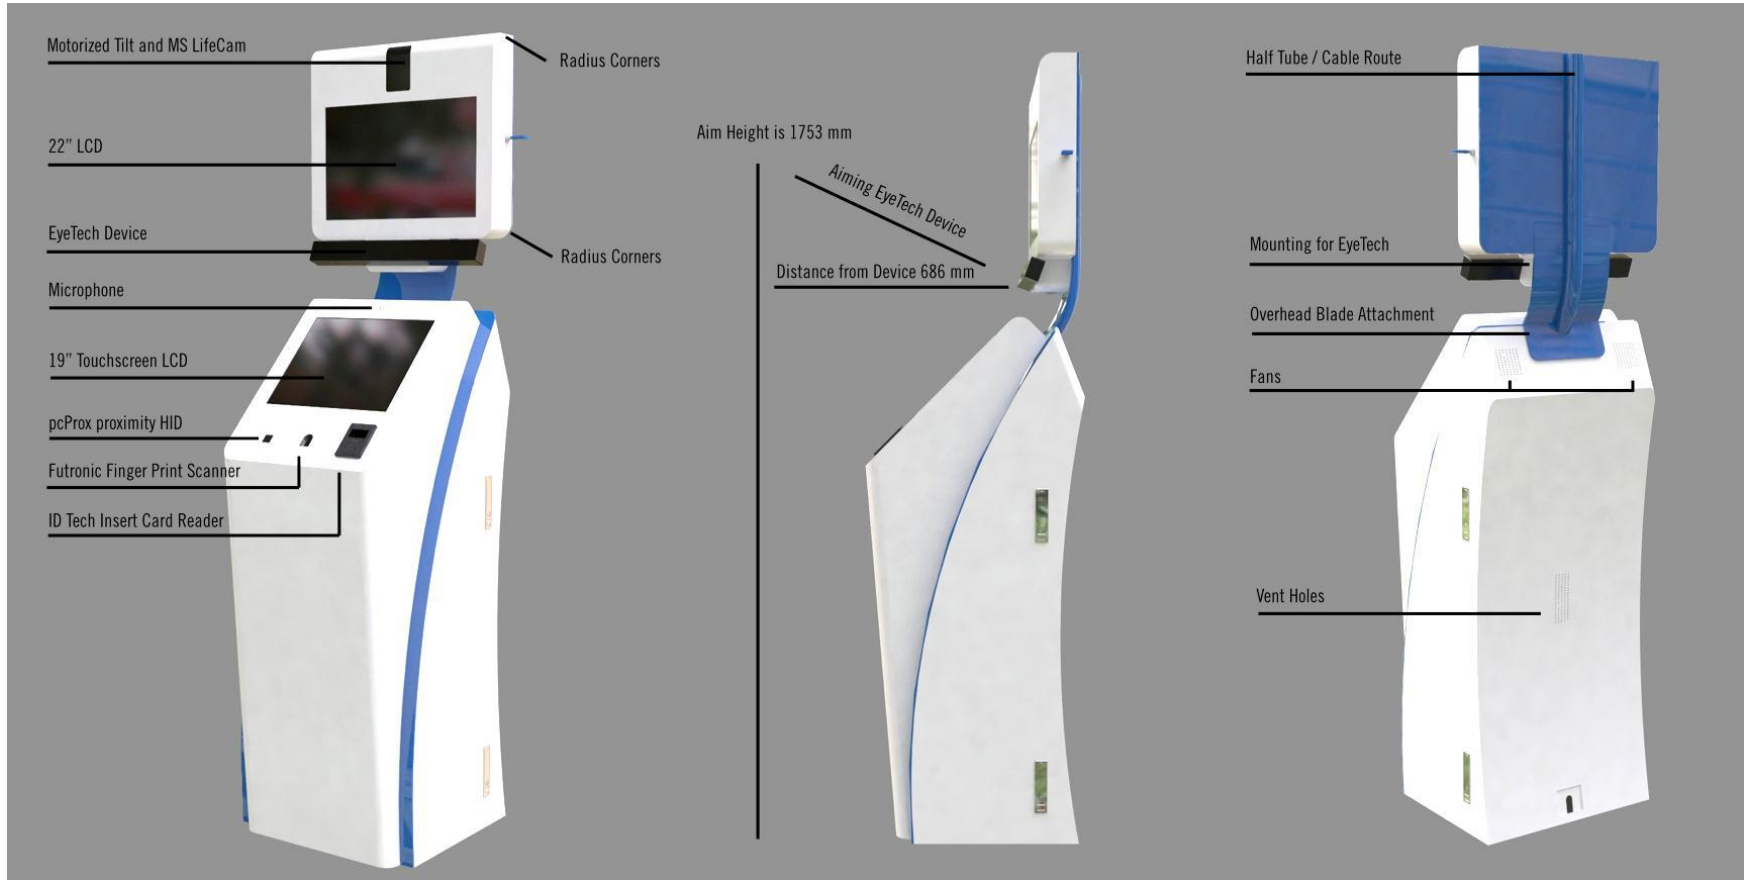 Motorized Tilt and MS LifeCam
Radius Corners
22” LCD
EyeTech Device
Radius Corners
Microphone
19” Touchscreen LCD
pcProx proximity HID
Futronic Finger Print Scanner
ID Tech Insert Card Reader
Aim Height is 1753 mm
Aiming EyeTech Device
Distance from Device 686 mm
Half Tube / Cable Route
Mounting for EyeTech
Overhead Blade Attachment
Fans
Vent Holes